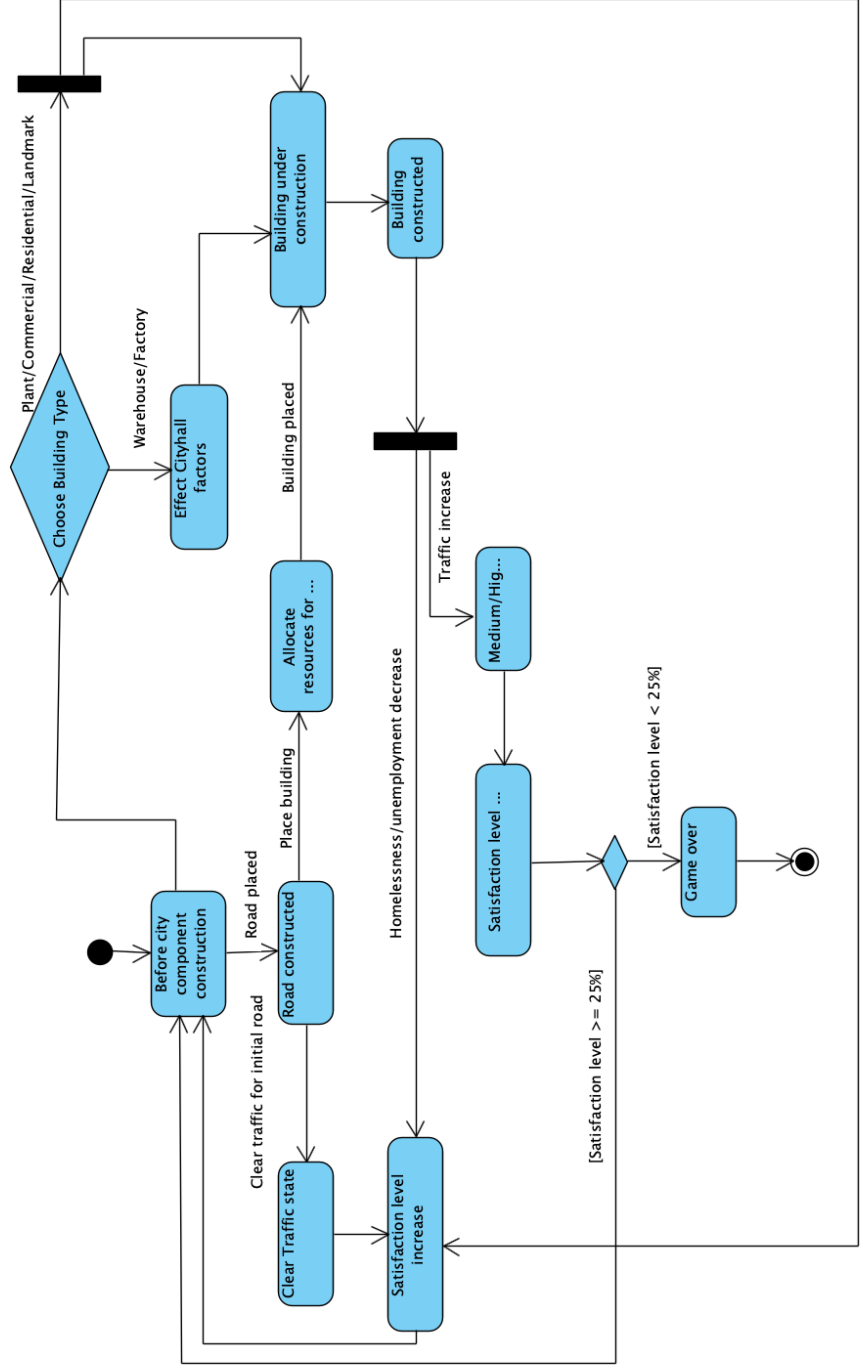 Choose Building Type
Plant/Commercial/Residential/Landmark
Warehouse/Factory
Effect Cityhall
factors
Before city
component
construction
Road placed
Road constructed
Place building
Allocate
resources for ...
Building placed
Building under
construction
Building
constructed
Clear traffic for initial road
Clear Traffic state
Satisfaction level
increase
Homelessness/unemployment decrease
Traffic increase
Medium/Hig...
Satisfaction level ...
[Satisfaction level >= 25%]
[Satisfaction level < 25%]
Game over